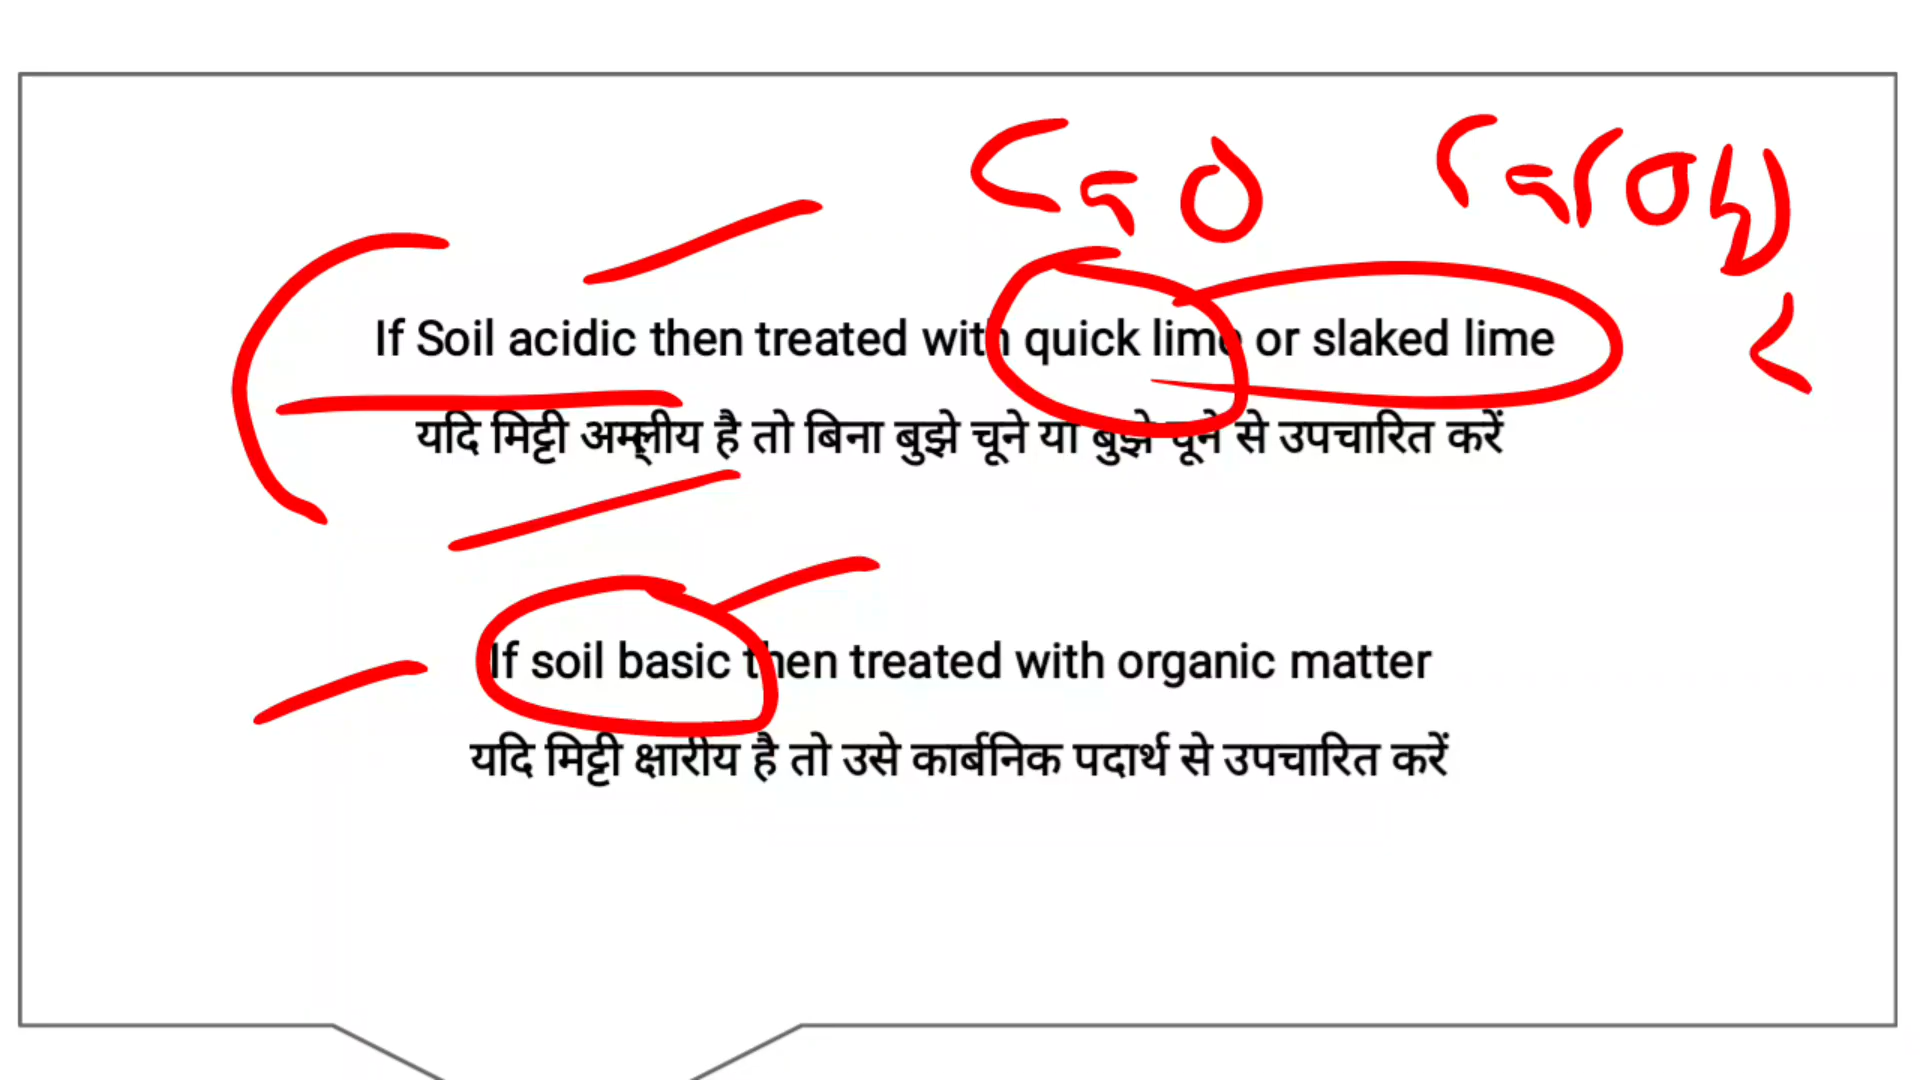 CaO Ca(OH)2
If Soil acidic then treated with quick lime or slaked lime
यदि मिट्टी अम्लीय है तो बिना बुझे चूने या बुझे चूने से उपचारित करें
If soil basic then treated with organic matter
यदि मिट्टी क्षारीय है तो उसे कार्बनिक पदार्थ से उपचारित करें